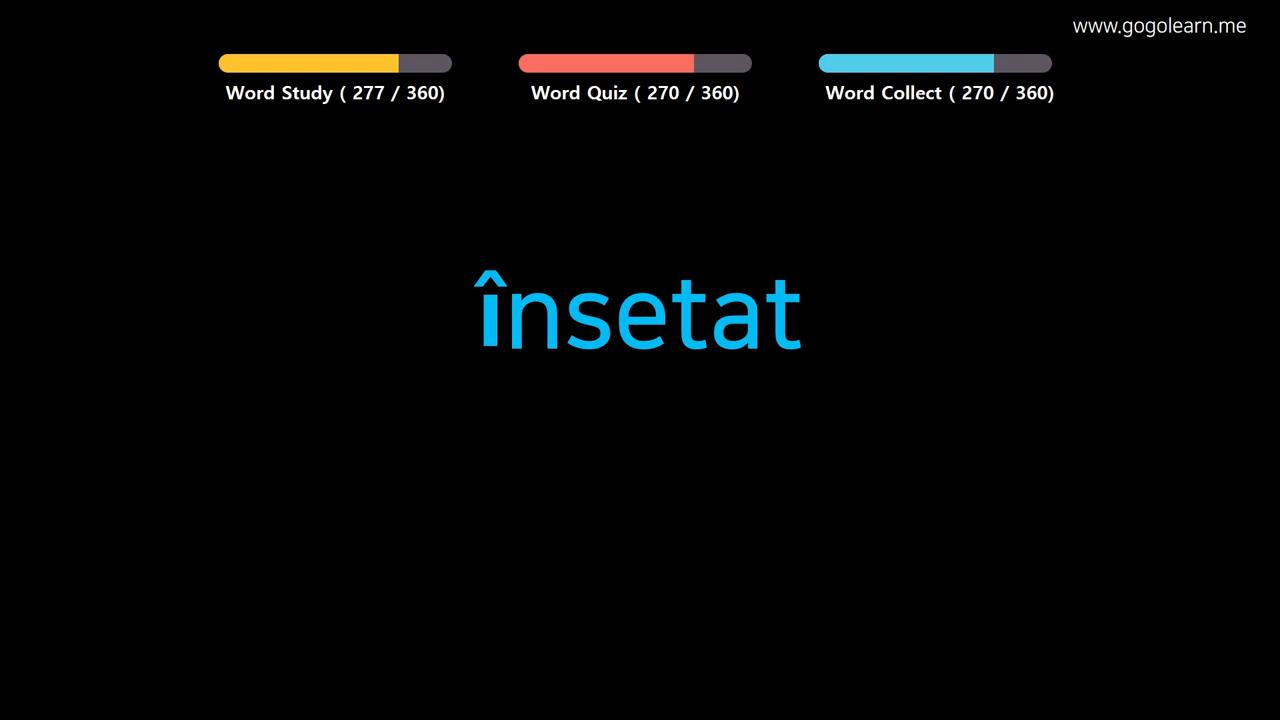 www.gogolearn.me
Word Study ( 277 / 360)
Word Quiz ( 270 / 360)
Word Collect ( 270 / 360)
însetat